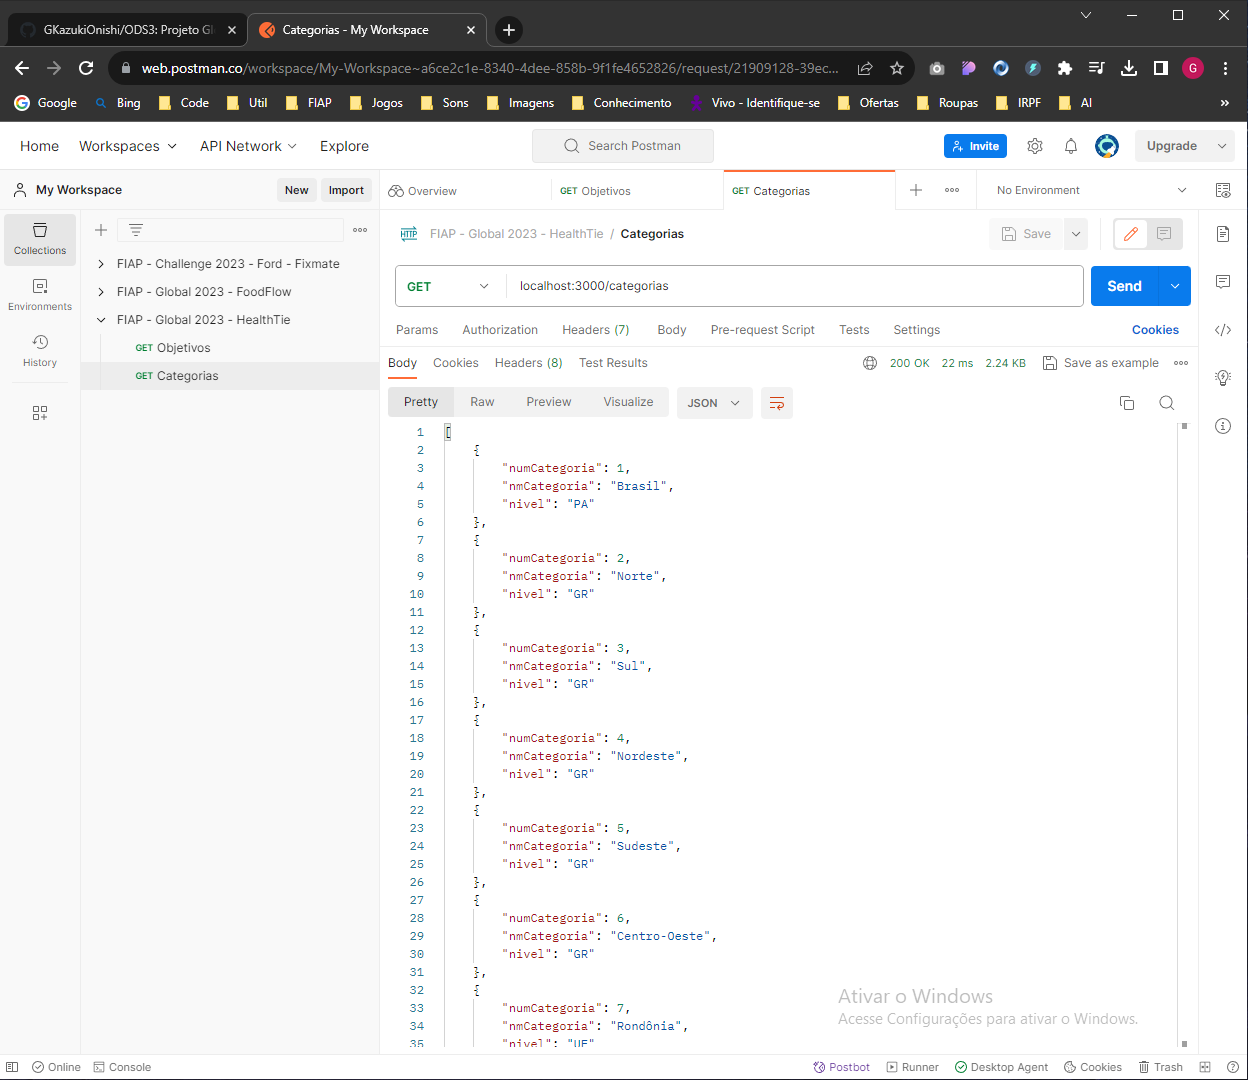 GKazukiOnishi/ODS3: Projeto Gl
Categorias - My Workspace
web.postman.co/workspace/My-Workspace~a6ce2c1e-8340-4dee-858b-9f1fe4652826/request/21909128-39ec...
G
Google Bing Code Util FIAP Jogos Sons Imagens Conhecimento Vivo - Identifique-se Ofertas Roupas IRPF AI »
Home Workspaces API Network Explore Search Postman Invite Upgrade
My Workspace New Import Overview GET Objetivos GET Categorias No Environment
Collections
Environments
History
FIAP - Challenge 2023 - Ford - Fixmate
FIAP - Global 2023 - FoodFlow
FIAP - Global 2023 - HealthTie
GET Objetivos
GET Categorias
HTTP FIAP - Global 2023 - HealthTie / Categorias Save
GET localhost:3000/categorias Send
Params Authorization Headers (7) Body Pre-request Script Tests Settings Cookies
Body Cookies Headers (8) Test Results 200 OK 22 ms 2.24 KB Save as example
Pretty Raw Preview Visualize JSON
1 [
2 {
3 "numCategoria": 1,
4 "nmCategoria": "Brasil",
5 "nivel": "PA"
6 },
7 {
8 "numCategoria": 2,
9 "nmCategoria": "Norte",
10 "nivel": "GR"
11 },
12 {
13 "numCategoria": 3,
14 "nmCategoria": "Sul",
15 "nivel": "GR"
16 },
17 {
18 "numCategoria": 4,
19 "nmCategoria": "Nordeste",
20 "nivel": "GR"
21 },
22 {
23 "numCategoria": 5,
24 "nmCategoria": "Sudeste",
25 "nivel": "GR"
26 },
27 {
28 "numCategoria": 6,
29 "nmCategoria": "Centro-Oeste",
30 "nivel": "GR"
31 },
32 {
33 "numCategoria": 7,
34 "nmCategoria": "Rondônia",
35 "nivel": "UF"
Ativar o Windows
Acesse Configurações para ativar o Windows.
Online Console Postbot Runner Desktop Agent Cookies Trash